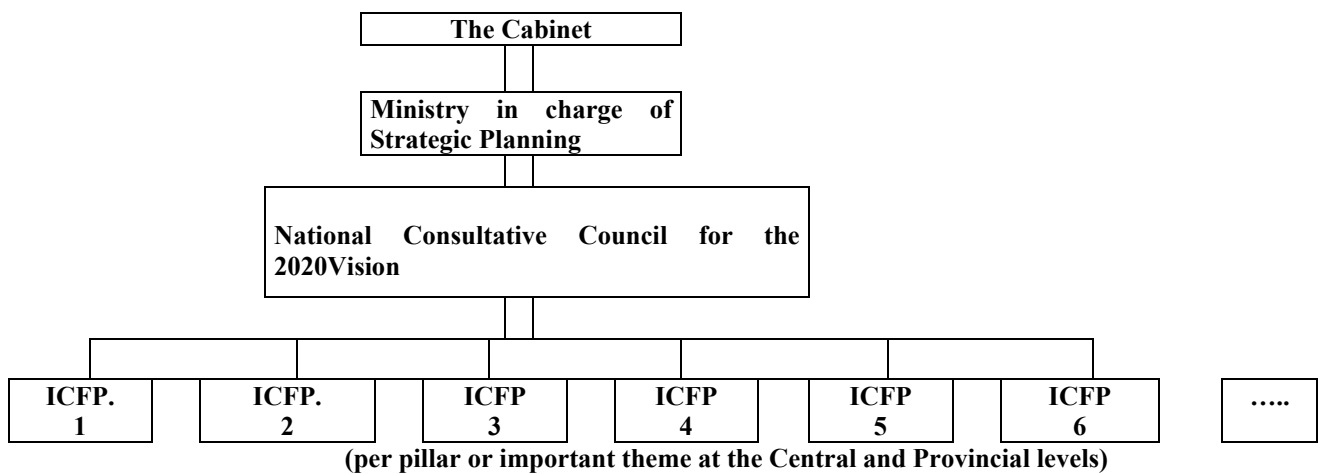 The Cabinet
Ministry in charge of
Strategic Planning
National Consultative Council for the
2020Vision
ICFP.
1
ICFP.
2
ICFP
3
ICFP
4
ICFP
5
ICFP
6
…..
(per pillar or important theme at the Central and Provincial levels)